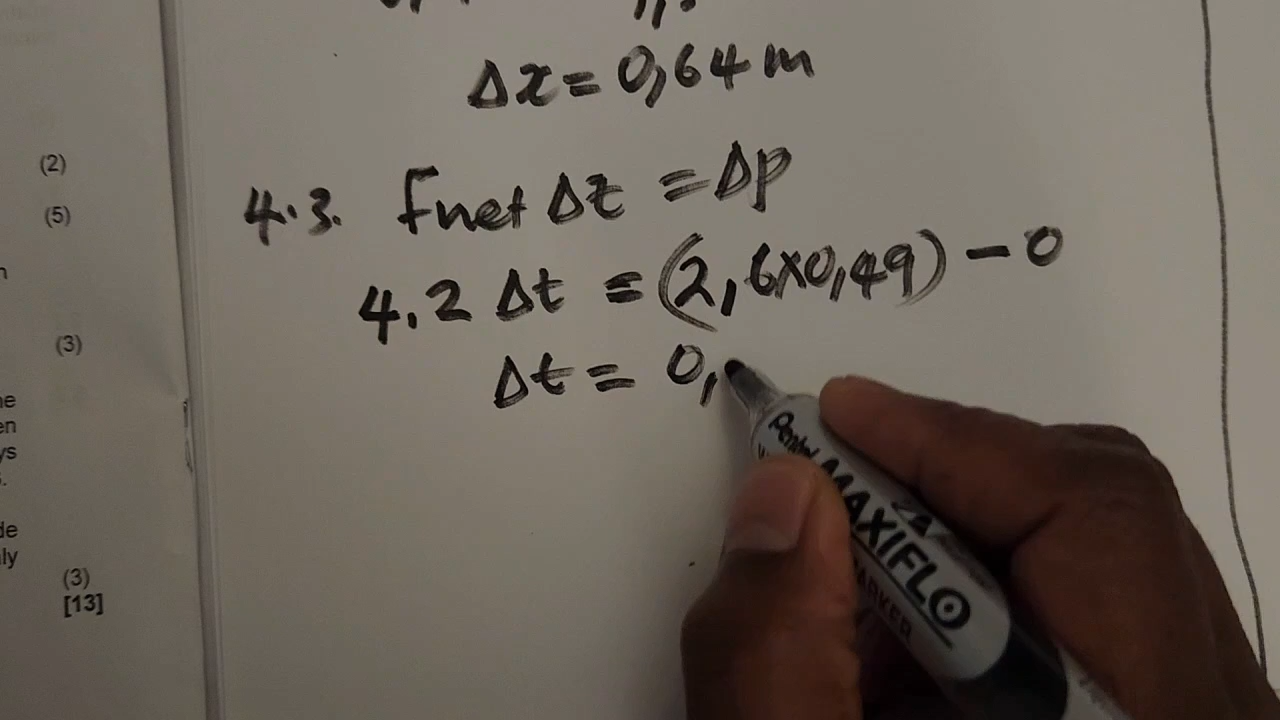 Δx = 0,64 m
4.3. Fnet Δt = Δp
4.2 Δt = (2,6×0,49) - 0
Δt = 0,
(2)
(5)
(3)
(3)
[13]
Pentel MAXIFLO